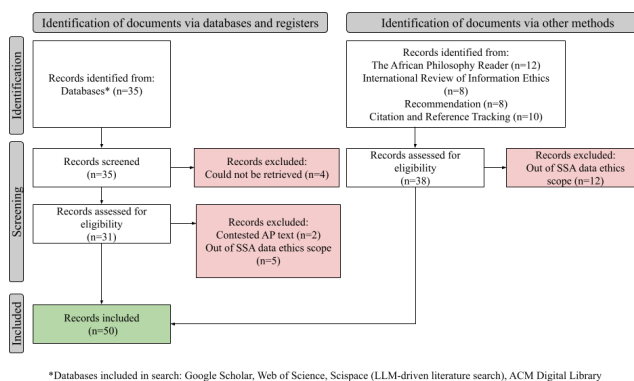 Identification of documents via databases and registers
Identification of documents via other methods
Identification
Records identified from:
Databases* (n=35)
Records identified from:
The African Philosophy Reader (n=12)
International Review of Information Ethics
(n=8)
Recommendation (n=8)
Citation and Reference Tracking (n=10)
Screening
Records screened
(n=35)
Records excluded:
Could not be retrieved (n=4)
Records assessed for
eligibility
(n=38)
Records excluded:
Out of SSA data ethics
scope (n=12)
Records assessed for
eligibility
(n=31)
Records excluded:
Contested AP text (n=2)
Out of SSA data ethics scope
(n=5)
Included
Records included
(n=50)
*Databases included in search: Google Scholar, Web of Science, Scispace (LLM-driven literature search), ACM Digital Library